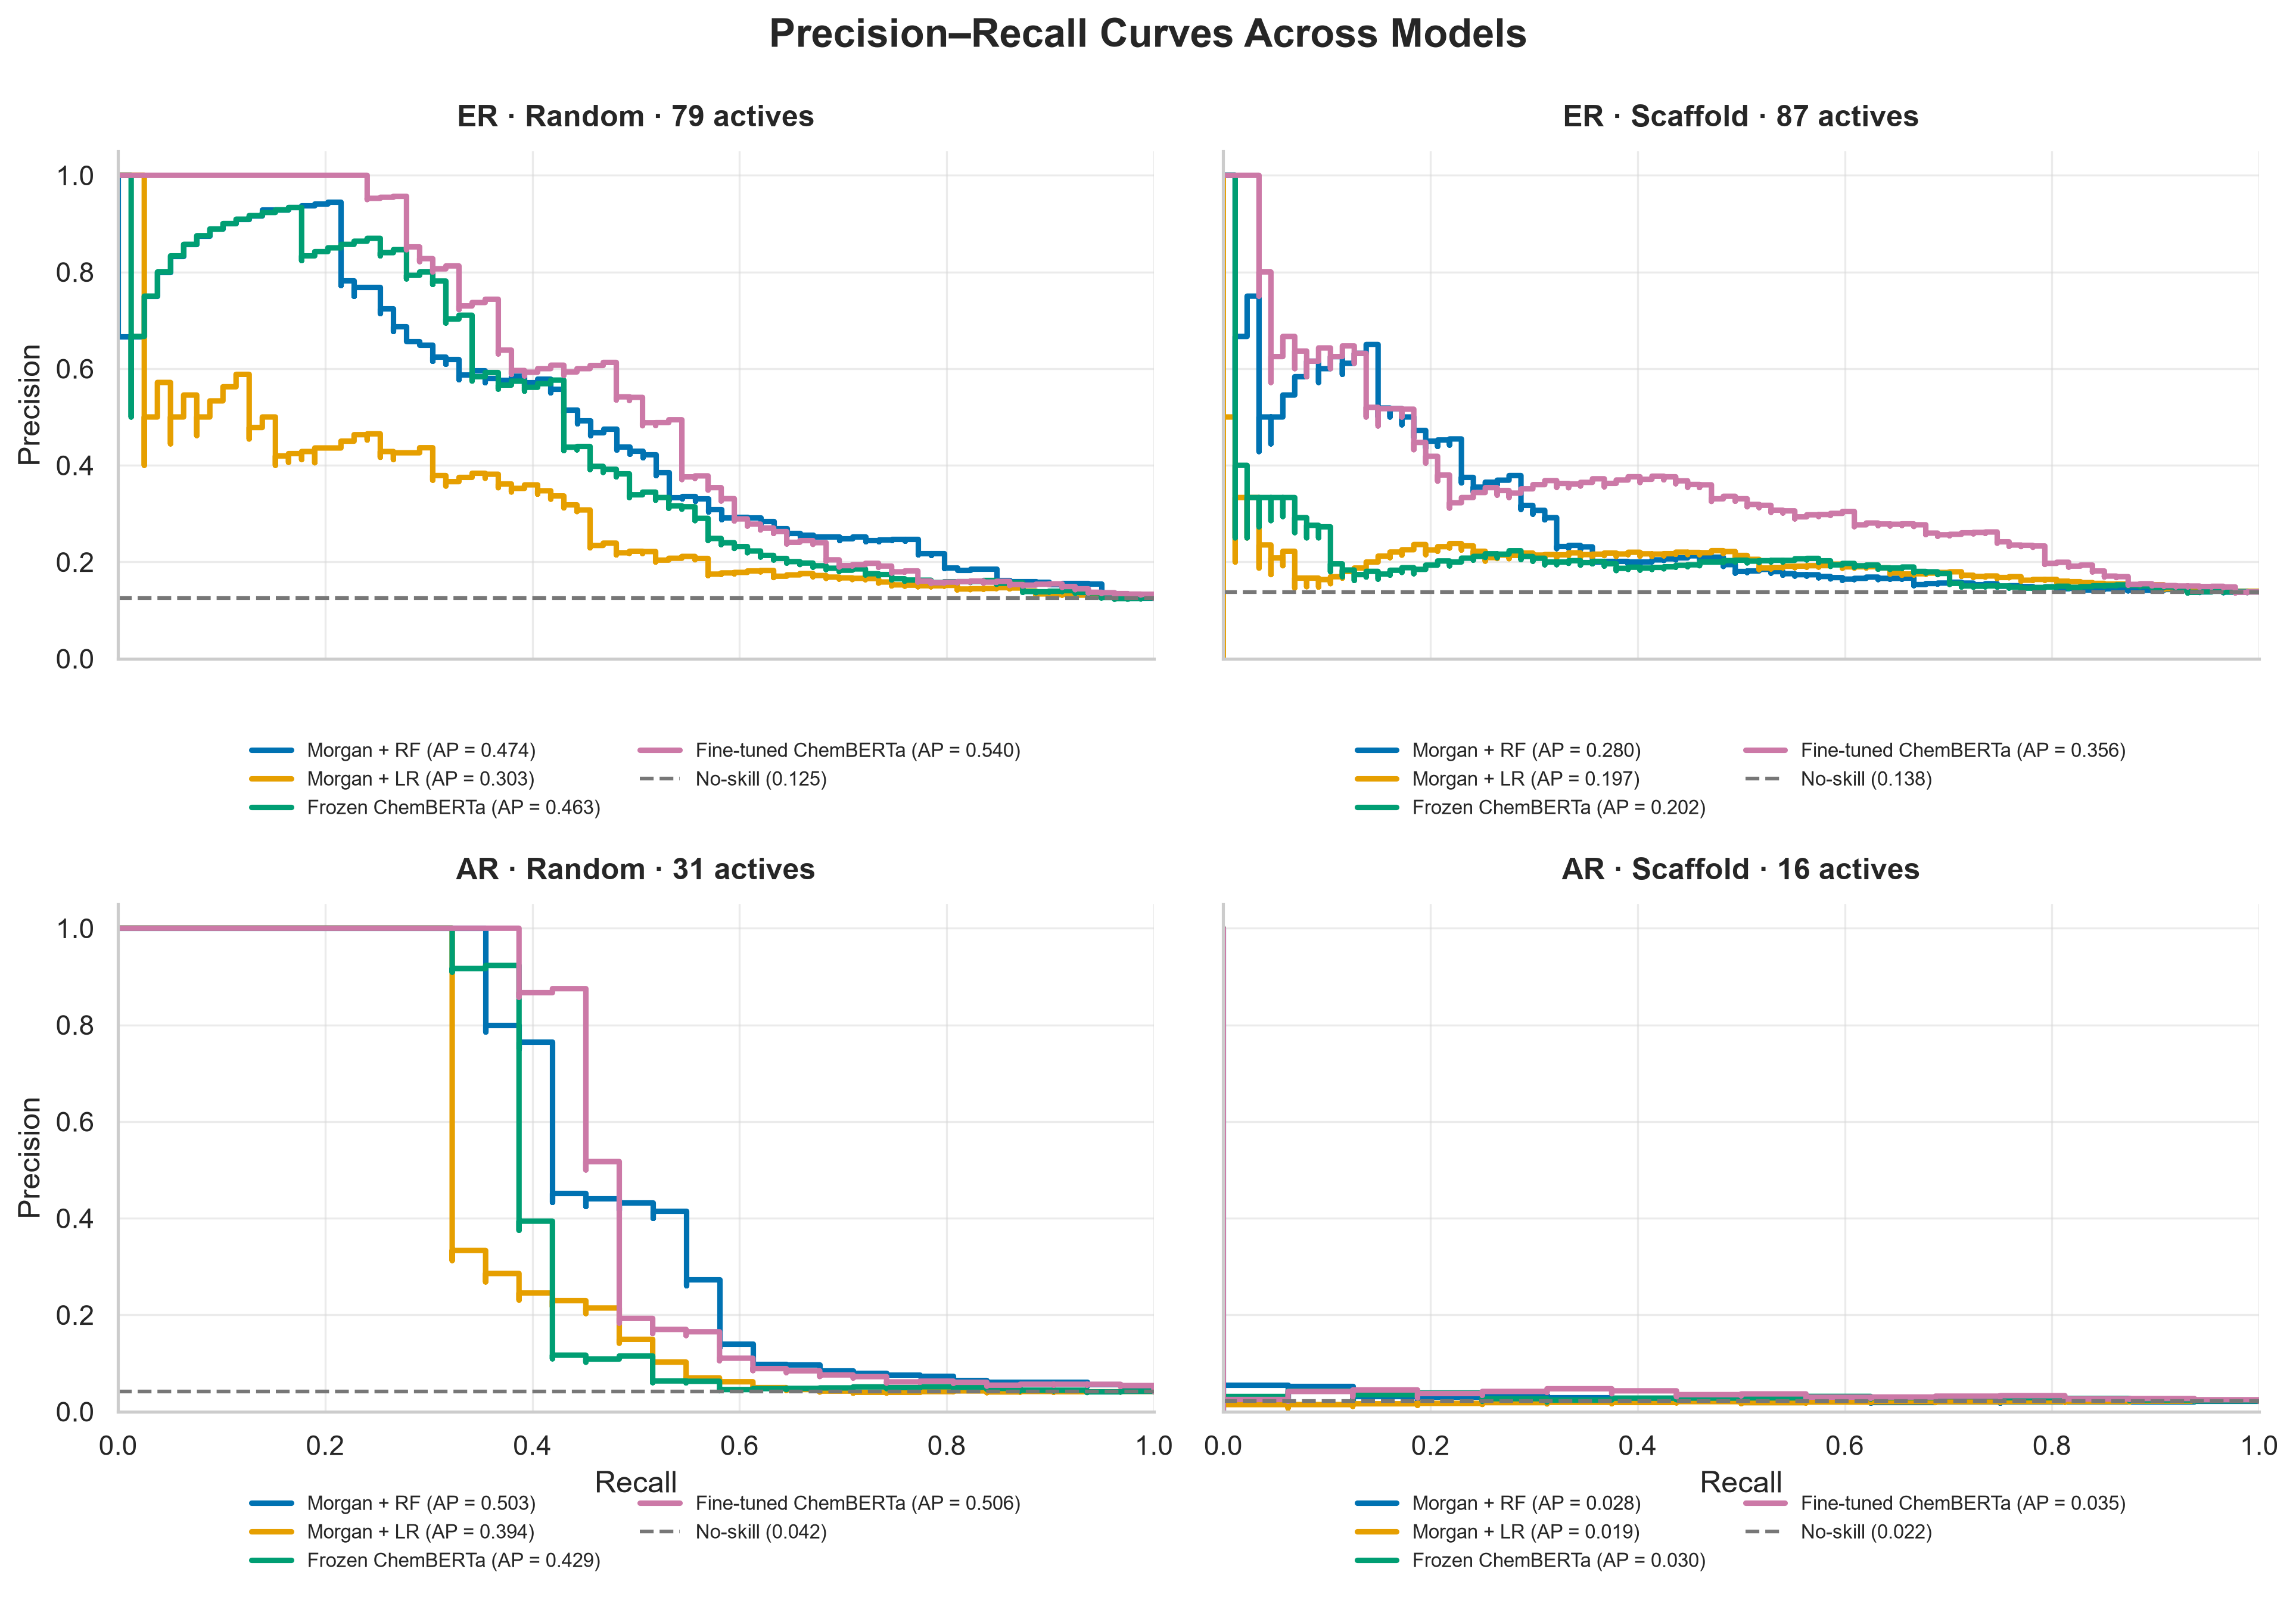 Precision–Recall Curves Across Models
ER · Random · 79 actives
ER · Scaffold · 87 actives
Precision
1.0
0.8
0.6
0.4
0.2
0.0
Morgan + RF (AP = 0.474)
Morgan + LR (AP = 0.303)
Frozen ChemBERTa (AP = 0.463)
Fine-tuned ChemBERTa (AP = 0.540)
No-skill (0.125)
Morgan + RF (AP = 0.280)
Morgan + LR (AP = 0.197)
Frozen ChemBERTa (AP = 0.202)
Fine-tuned ChemBERTa (AP = 0.356)
No-skill (0.138)
AR · Random · 31 actives
AR · Scaffold · 16 actives
Precision
1.0
0.8
0.6
0.4
0.2
0.0
0.0 0.2 0.4 0.6 0.8 1.0
0.0 0.2 0.4 0.6 0.8 1.0
Recall
Recall
Morgan + RF (AP = 0.503)
Morgan + LR (AP = 0.394)
Frozen ChemBERTa (AP = 0.429)
Fine-tuned ChemBERTa (AP = 0.506)
No-skill (0.042)
Morgan + RF (AP = 0.028)
Morgan + LR (AP = 0.019)
Frozen ChemBERTa (AP = 0.030)
Fine-tuned ChemBERTa (AP = 0.035)
No-skill (0.022)